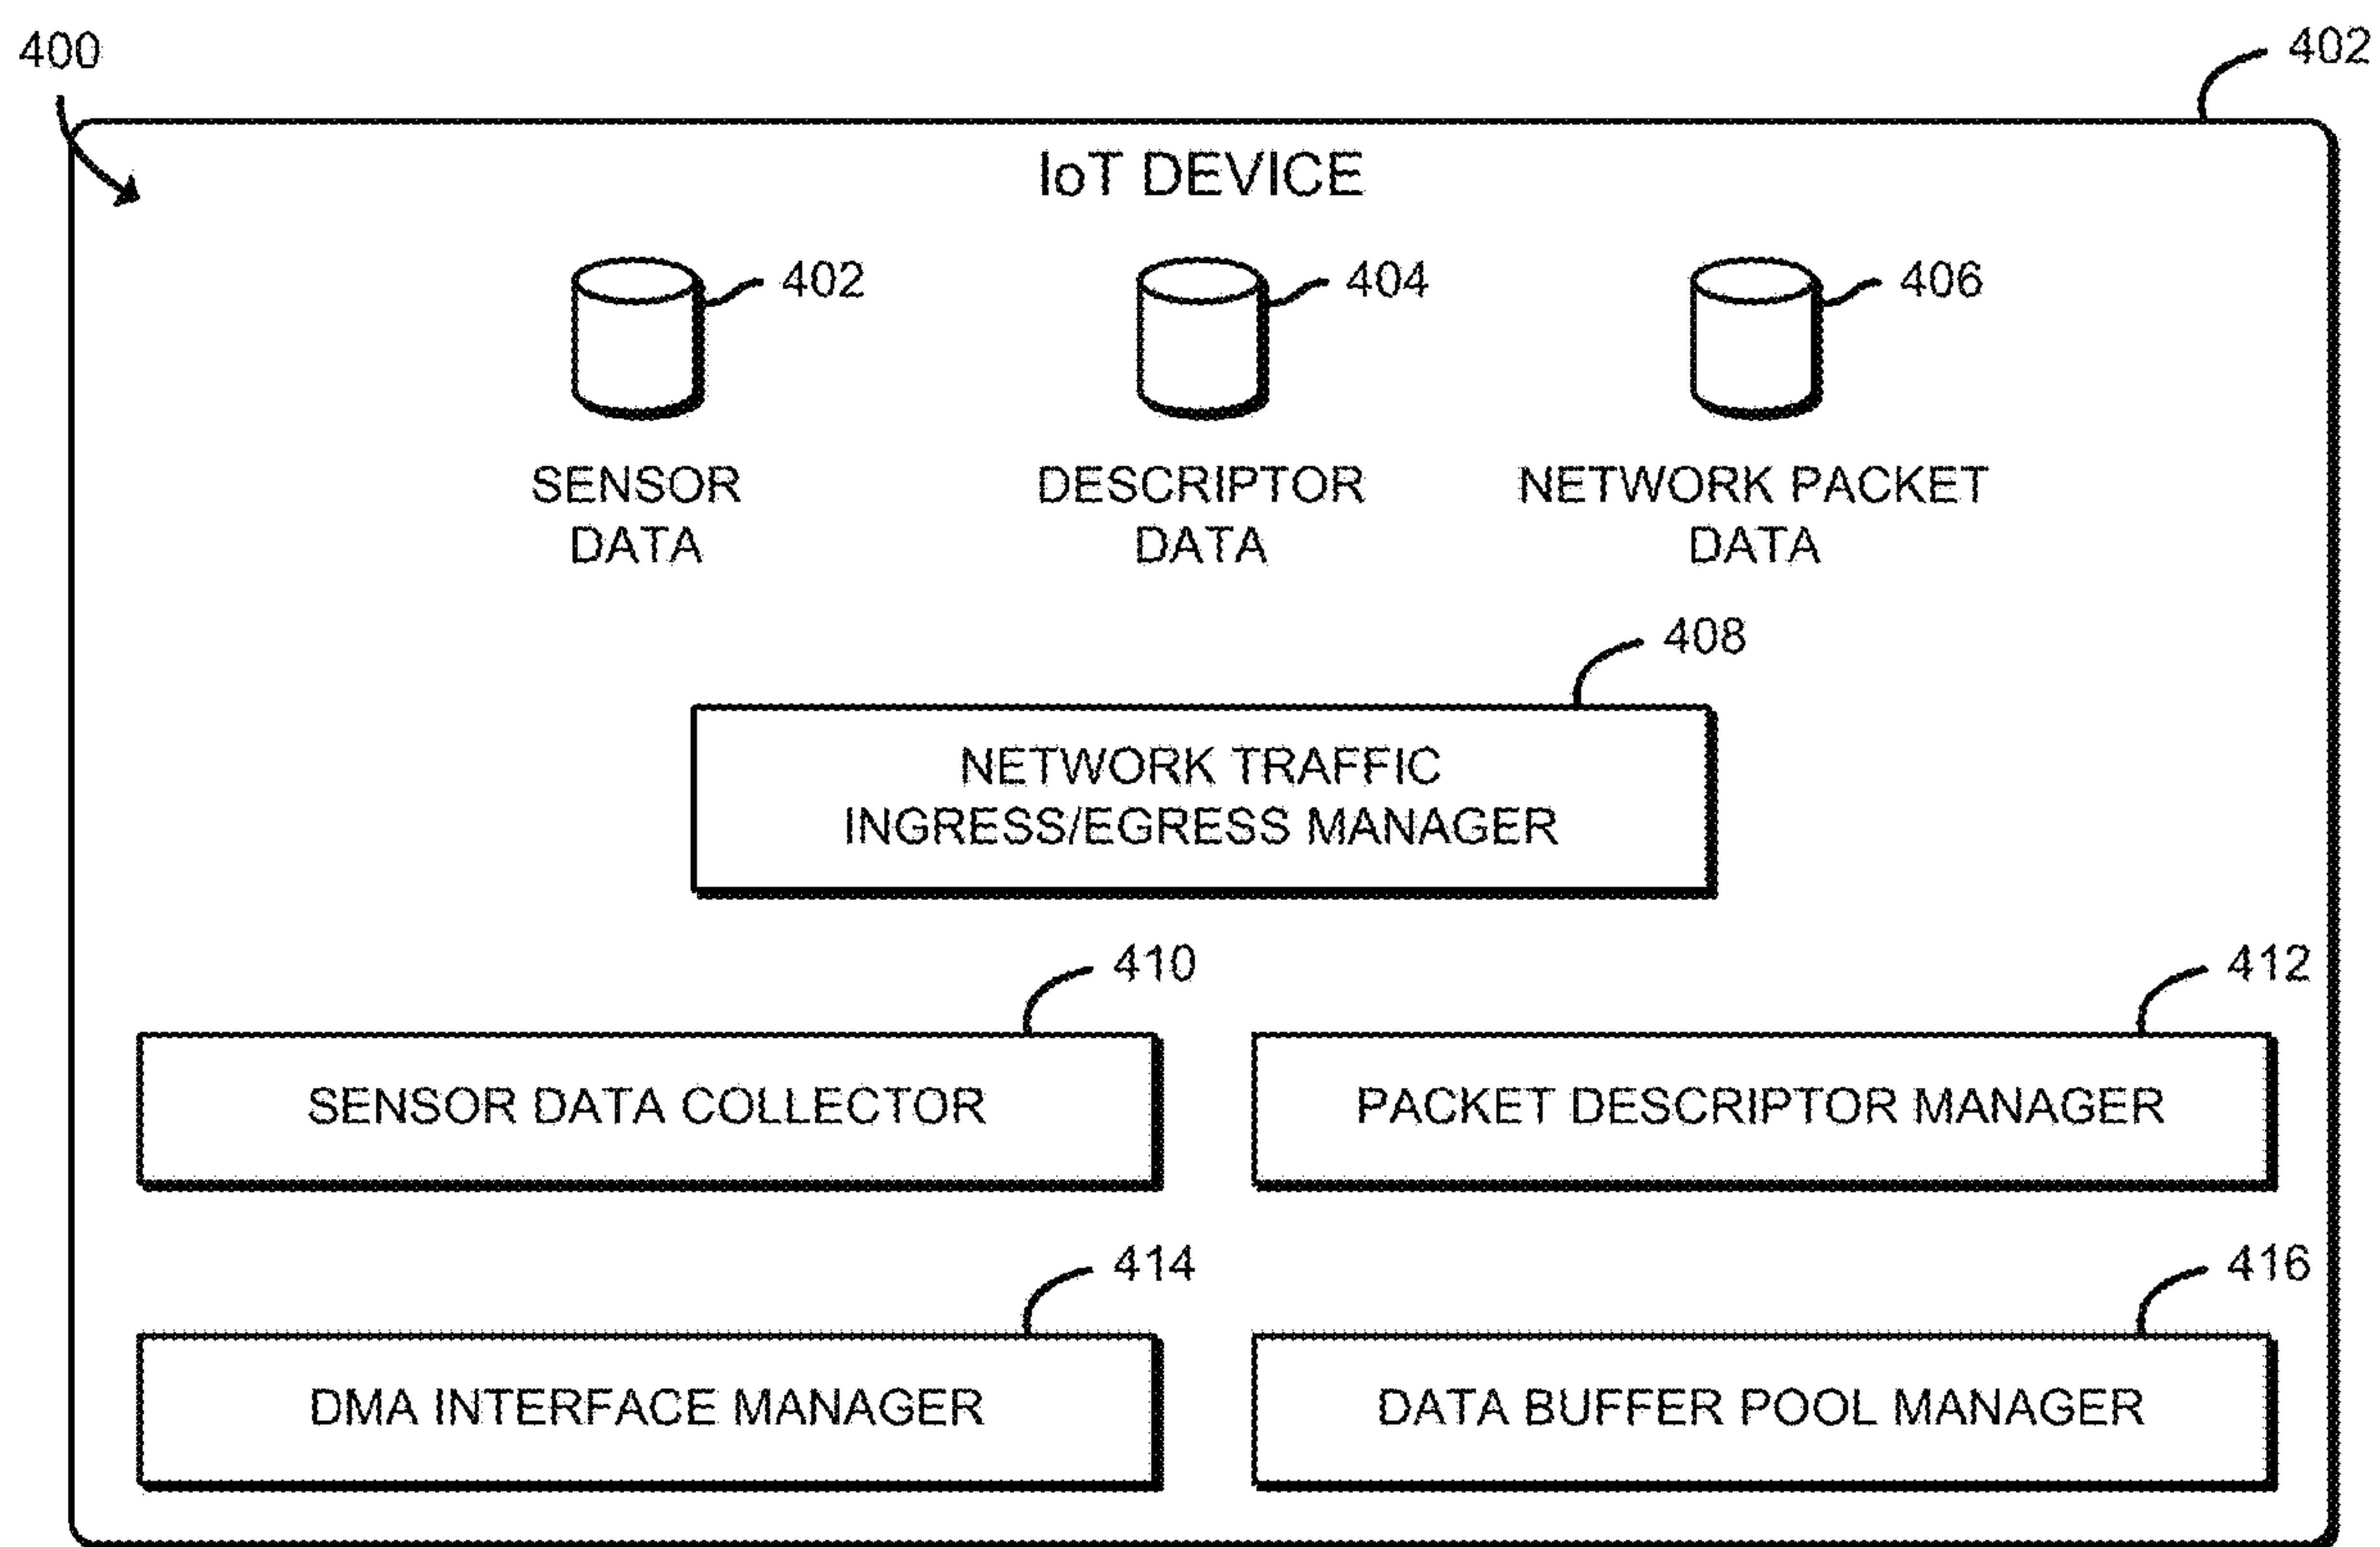 400
402
IoT DEVICE
402
404
406
SENSOR
DATA
DESCRIPTOR
DATA
NETWORK PACKET
DATA
408
NETWORK TRAFFIC
INGRESS/EGRESS MANAGER
410
412
SENSOR DATA COLLECTOR
PACKET DESCRIPTOR MANAGER
414
416
DMA INTERFACE MANAGER
DATA BUFFER POOL MANAGER